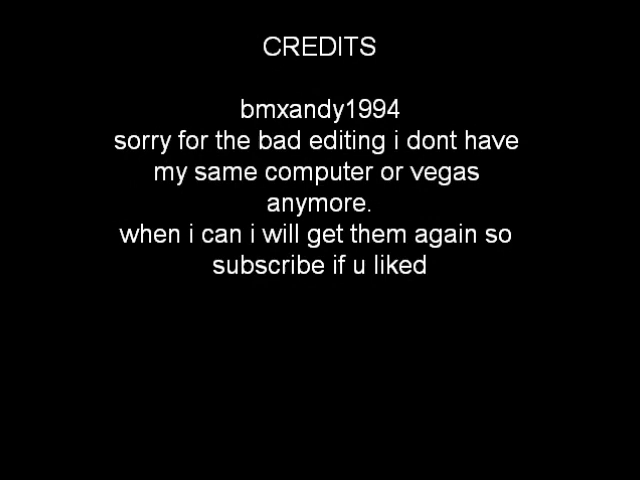 CREDITS
bmxandy1994
sorry for the bad editing i dont have
my same computer or vegas
anymore.
when i can i will get them again so
subscribe if u liked